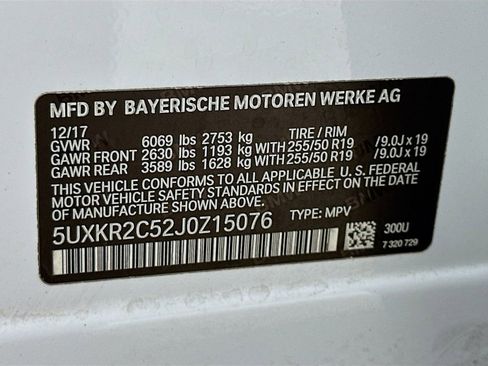 MFD BY BAYERISCHE MOTOREN WERKE AG
12/17 TIRE / RIM
GVWR 6069 lbs 2753 kg
GAWR FRONT 2630 lbs 1193 kg WITH 255/50 R19 /9.0J x 19
GAWR REAR 3589 lbs 1628 kg WITH 255/50 R19 /9.0J x 19
THIS VEHICLE CONFORMS TO ALL APPLICABLE U. S. FEDERAL
MOTOR VEHICLE SAFETY STANDARDS IN EFFECT ON THE
DATE OF MANUFACTURE SHOWN ABOVE.
5UXKR2C52J0Z15076 TYPE: MPV
300U
7 320 729